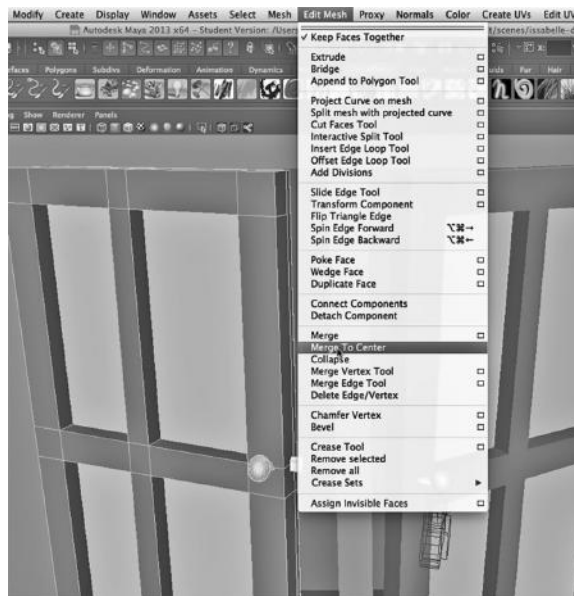 Modify Create Display Window Assets Select Mesh Edit Mesh Proxy Normals Color Create UVs Edit UV
Autodesk Maya 2013 x64 - Student Version: /Users
t/scenes/issabelle-d
Polygons Subdivs Deformation Animation Dynamics
Fur Hair
Show Renderer Panels
✓ Keep Faces Together
Extrude
Bridge
Append to Polygon Tool
Project Curve on mesh
Split mesh with projected curve
Cut Faces Tool
Interactive Split Tool
Insert Edge Loop Tool
Offset Edge Loop Tool
Add Divisions
Slide Edge Tool
Transform Component
Flip Triangle Edge
Spin Edge Forward ⌥⌘→
Spin Edge Backward ⌥⌘←
Poke Face
Wedge Face
Duplicate Face
Connect Components
Detach Component
Merge
Merge To Center
Collapse
Merge Vertex Tool
Merge Edge Tool
Delete Edge/Vertex
Chamfer Vertex
Bevel
Crease Tool
Remove selected
Remove all
Crease Sets
Assign Invisible Faces